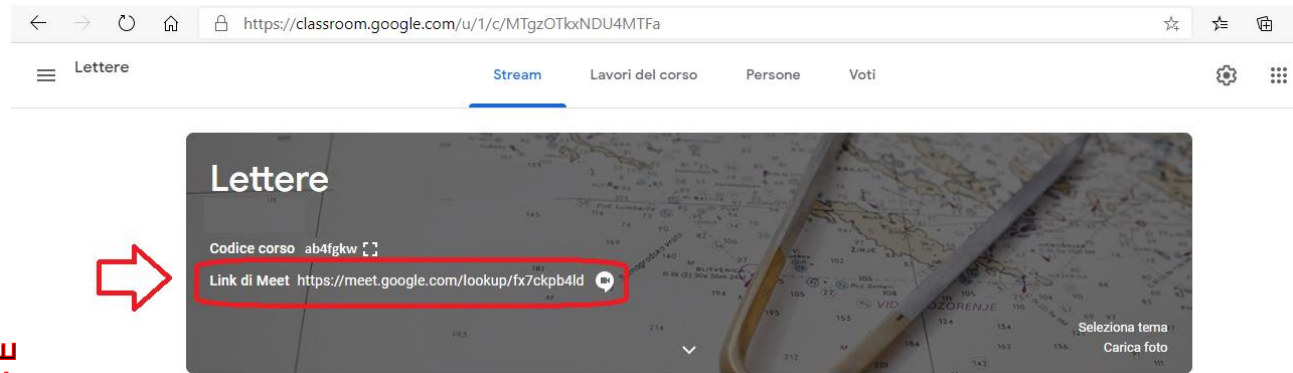 https://classroom.google.com/u/1/c/MTgzOTkxNDU4MTFa
Lettere
Stream Lavori del corso Persone Voti
Lettere
Codice corso ab4fgkw
Link di Meet https://meet.google.com/lookup/fx7ckpb4ld
Seleziona tema
Carica foto